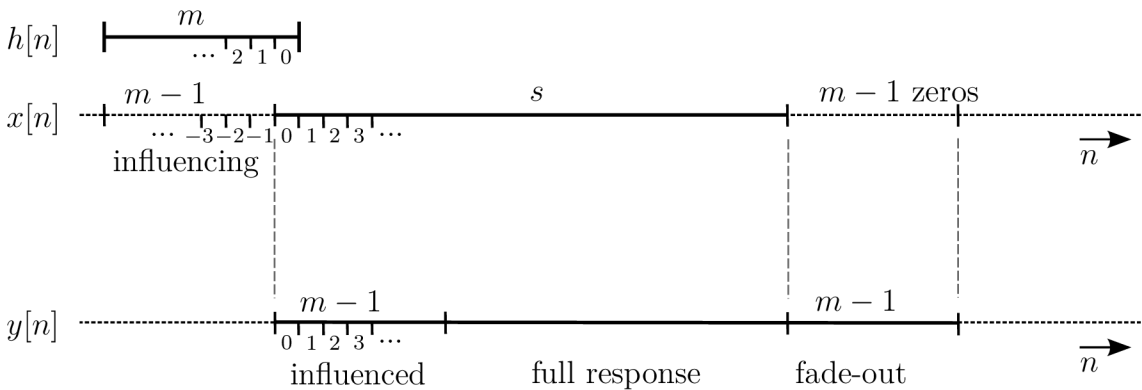 m
h[n]
... 2 1 0
m − 1 s m − 1 zeros
x[n]
... −3 −2 −1 0 1 2 3 ...
n
influencing
m − 1 m − 1
y[n]
0 1 2 3 ...
n
influenced full response fade-out